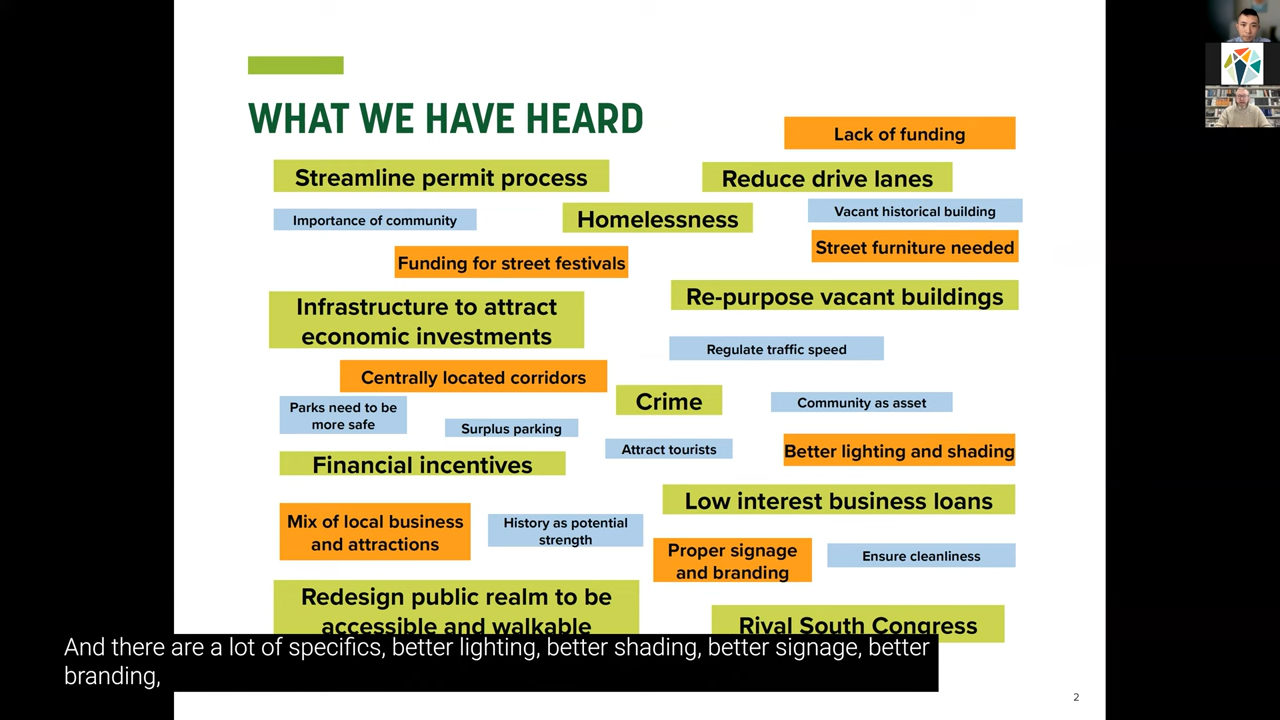 WHAT WE HAVE HEARD
Lack of funding
Streamline permit process
Reduce drive lanes
Importance of community
Homelessness
Vacant historical building
Street furniture needed
Funding for street festivals
Infrastructure to attract
economic investments
Re-purpose vacant buildings
Regulate traffic speed
Centrally located corridors
Crime
Community as asset
Parks need to be
more safe
Surplus parking
Attract tourists
Better lighting and shading
Financial incentives
Low interest business loans
Mix of local business
and attractions
History as potential
strength
Proper signage
and branding
Ensure cleanliness
Redesign public realm to be
accessible and walkable
Rival South Congress
And there are a lot of specifics, better lighting, better shading, better signage, better
branding,
2